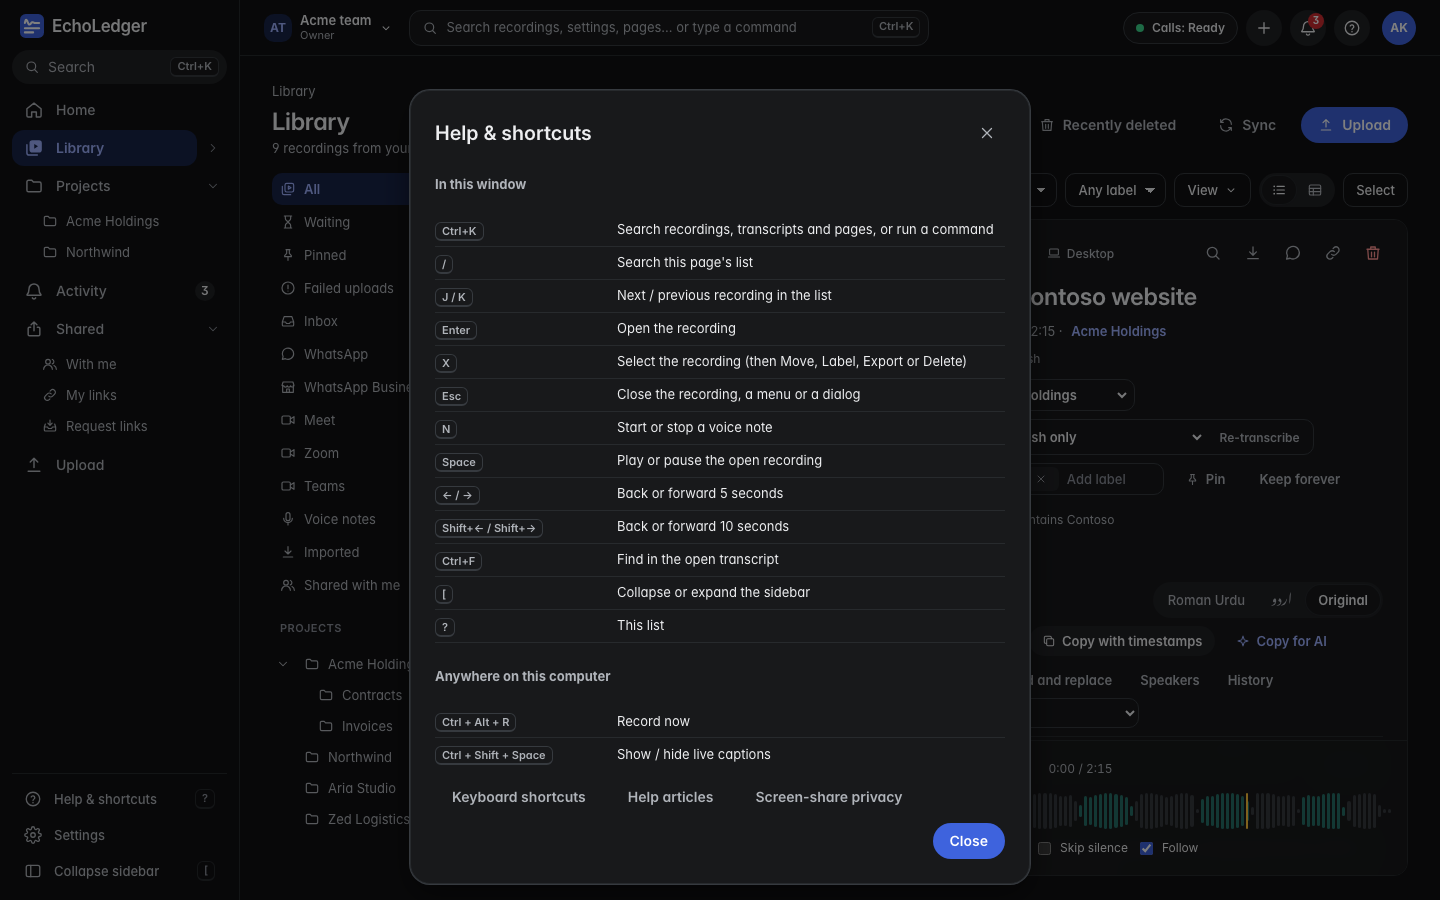 EchoLedger
Search Ctrl+K
Home
Library
Projects
Acme Holdings
Northwind
Activity 3
Shared
With me
My links
Request links
Upload
Help & shortcuts ?
Settings
Collapse sidebar [
AT Acme team
Owner
Search recordings, settings, pages... or type a command Ctrl+K
Calls: Ready
3
AK
Library
Library
9 recordings from your
Recently deleted
Sync
Upload
All
Waiting
Pinned
Failed uploads
Inbox
WhatsApp
WhatsApp Busine
Meet
Zoom
Teams
Voice notes
Imported
Shared with me
PROJECTS
Acme Holding
Contracts
Invoices
Northwind
Aria Studio
Zed Logistics
Help & shortcuts
In this window
Ctrl+K Search recordings, transcripts and pages, or run a command
/ Search this page's list
J / K Next / previous recording in the list
Enter Open the recording
X Select the recording (then Move, Label, Export or Delete)
Esc Close the recording, a menu or a dialog
N Start or stop a voice note
Space Play or pause the open recording
← / → Back or forward 5 seconds
Shift+← / Shift+→ Back or forward 10 seconds
Ctrl+F Find in the open transcript
[ Collapse or expand the sidebar
? This list
Anywhere on this computer
Ctrl + Alt + R Record now
Ctrl + Shift + Space Show / hide live captions
Keyboard shortcuts Help articles Screen-share privacy
Close
Any label View Select
Desktop
ontoso website
2:15 · Acme Holdings
sh
oldings
sh only Re-transcribe
× Add label Pin Keep forever
ntains Contoso
Roman Urdu اردو Original
Copy with timestamps Copy for AI
d and replace Speakers History
0:00 / 2:15
Skip silence Follow